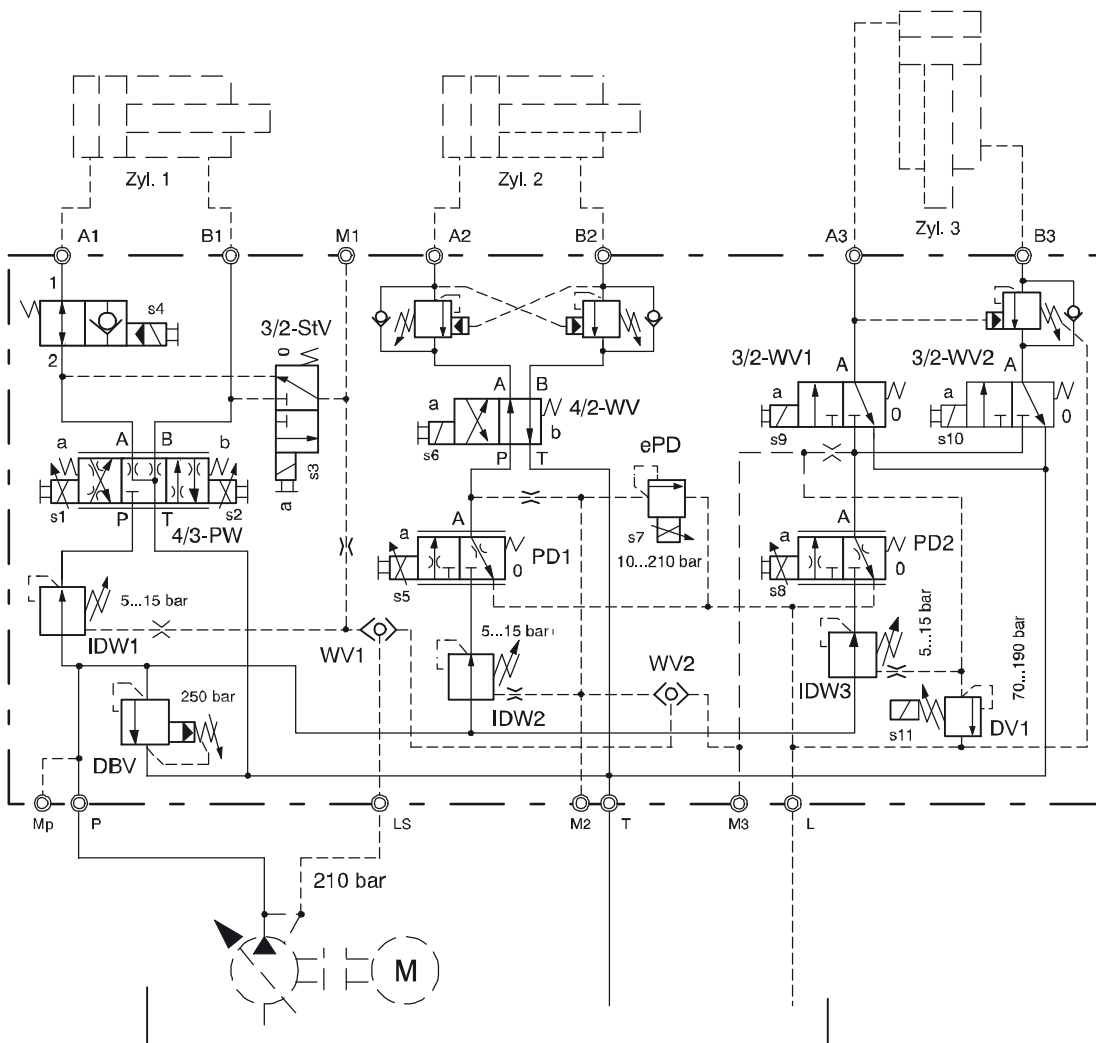 Zyl. 1
Zyl. 2
Zyl. 3
A1
B1
M1
A2
B2
A3
B3
1
s4
2
3/2-StV
0
s3
a
A
B
a
b
s1
s2
P
T
4/3-PW
A
B
4/2-WV
a
b
s6
P
T
3/2-WV1
A
a
0
s9
3/2-WV2
A
a
0
s10
ePD
s7
10...210 bar
A
a
PD1
0
s5
A
a
PD2
0
s8
5...15 bar
IDW1
WV1
5...15 bar
IDW2
WV2
5...15 bar
IDW3
70...190 bar
s11
DV1
250 bar
DBV
Mp
P
LS
M2
T
M3
L
210 bar
M